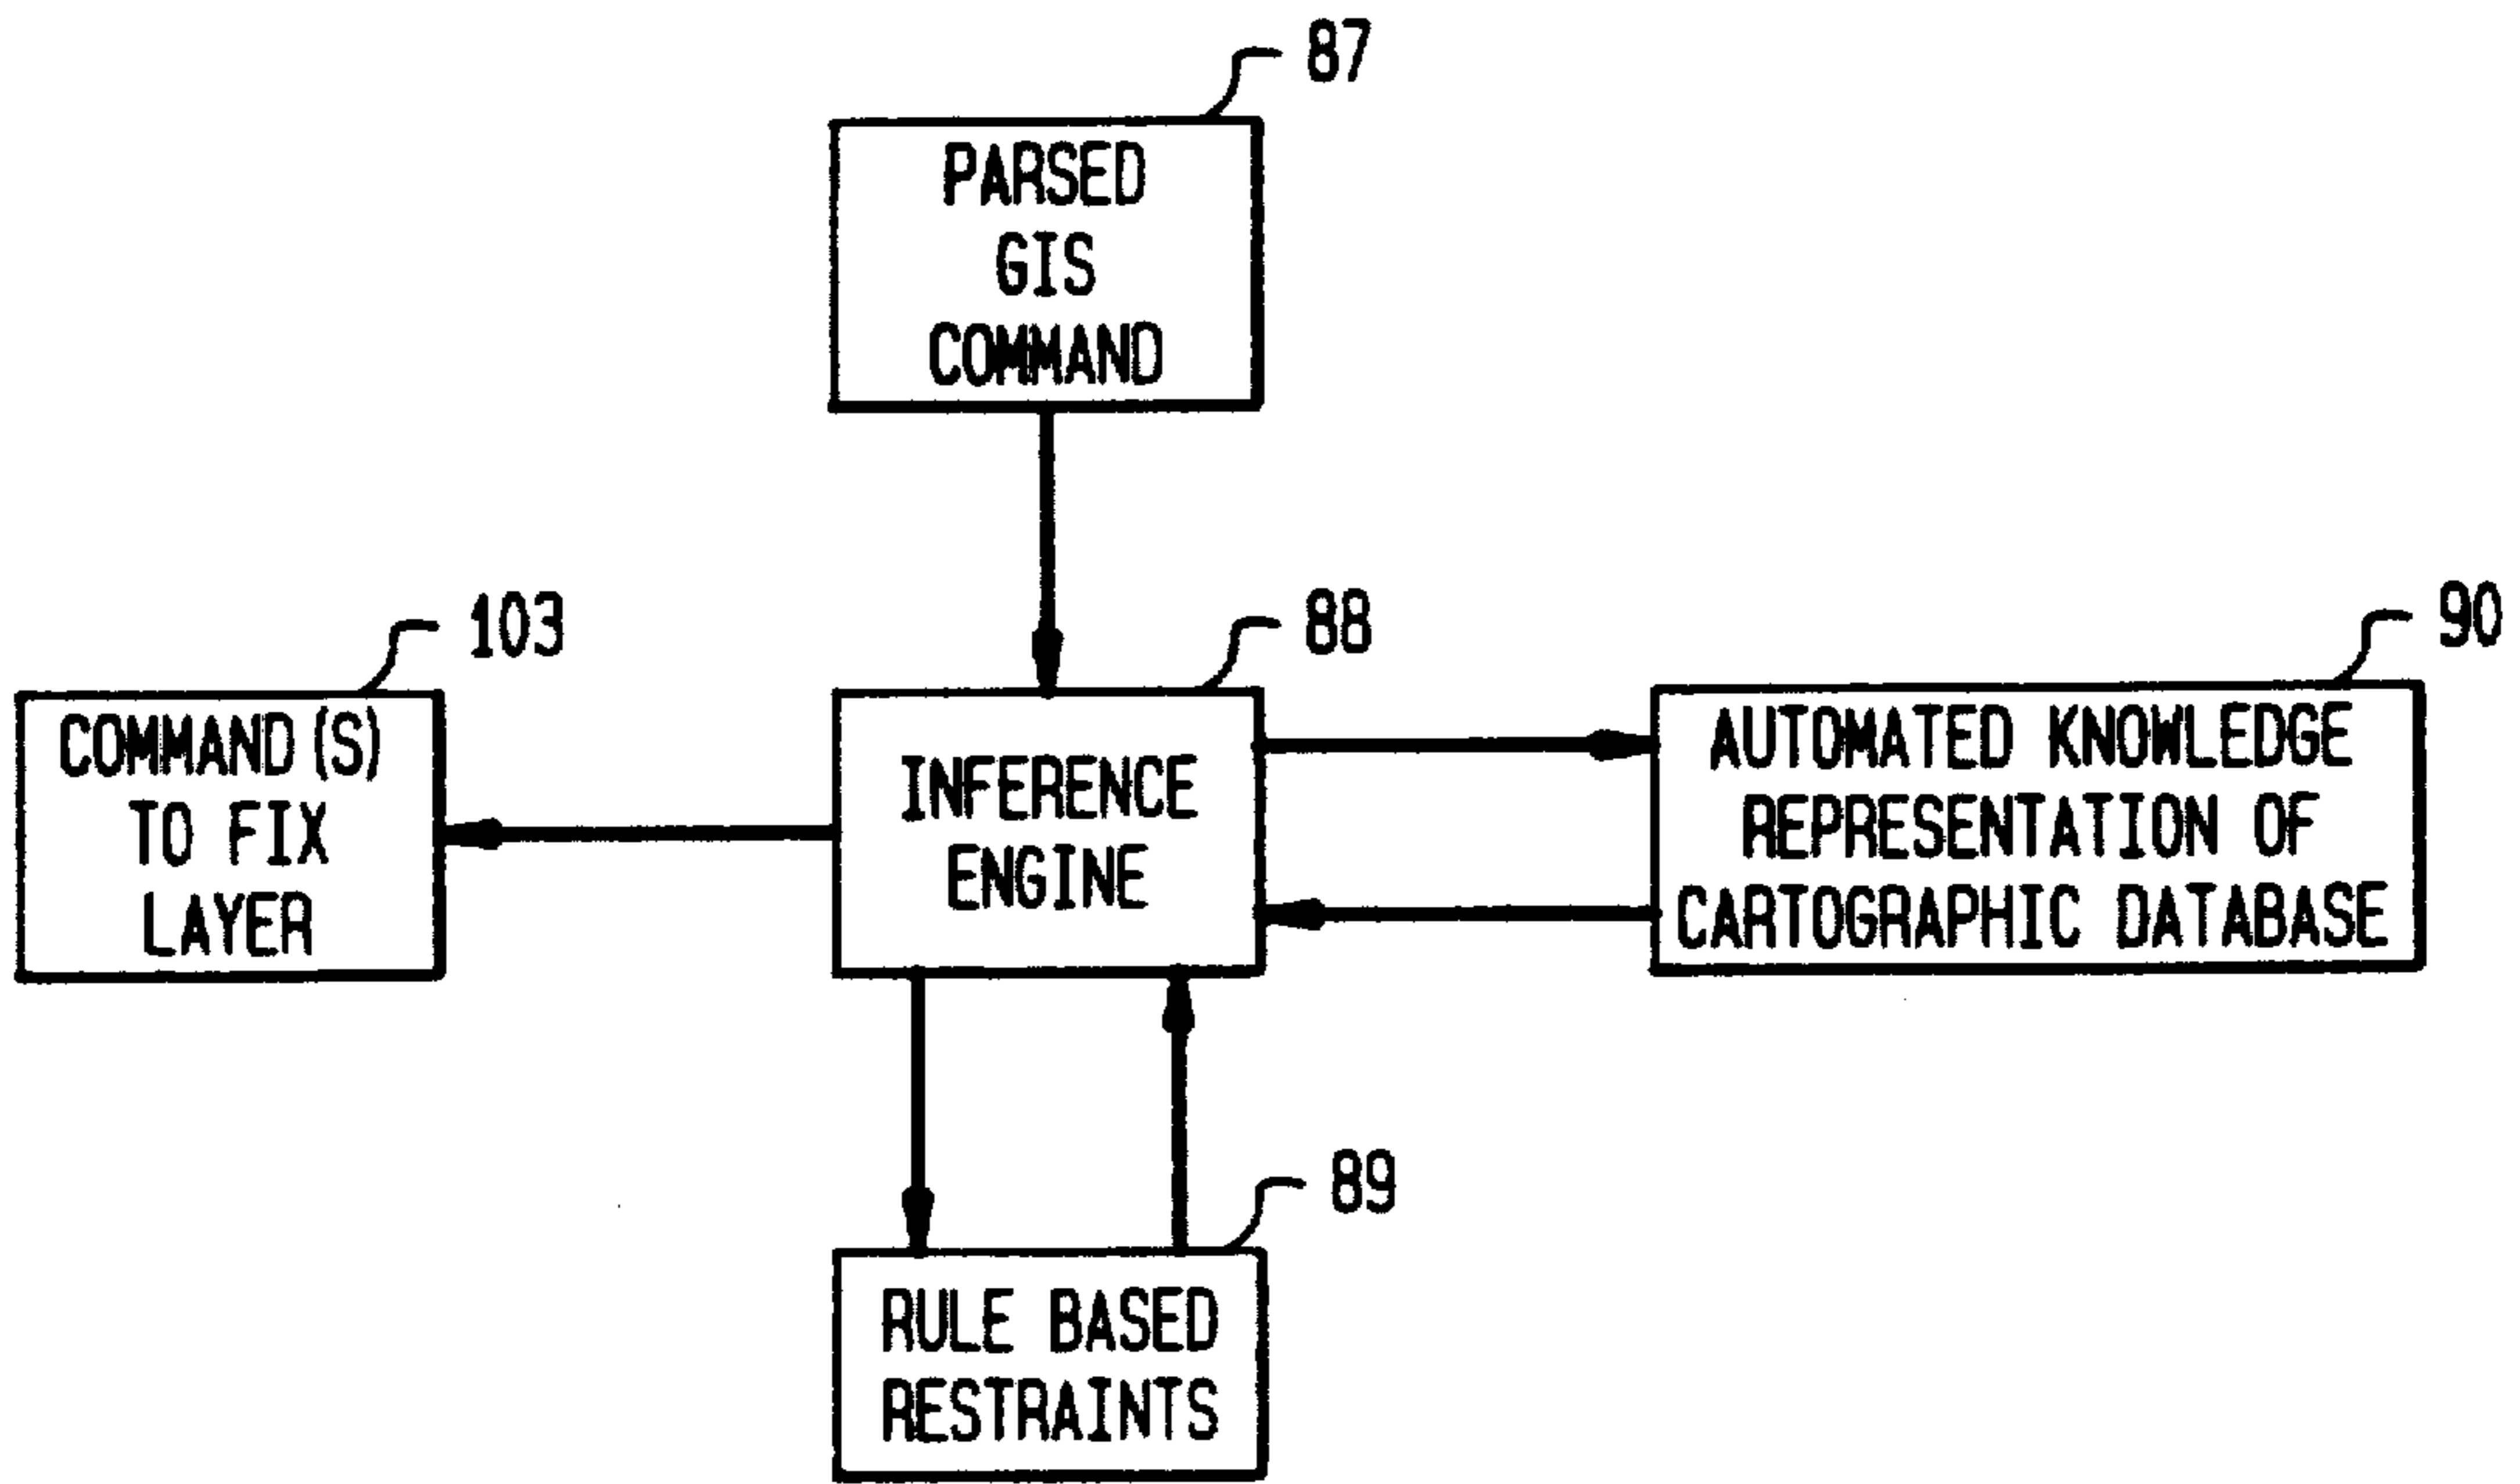 87
PARSED
GIS
COMMAND
103
COMMAND(S)
TO FIX
LAYER
88
INFERENCE
ENGINE
90
AUTOMATED KNOWLEDGE
REPRESENTATION OF
CARTOGRAPHIC DATABASE
89
RULE BASED
RESTRAINTS